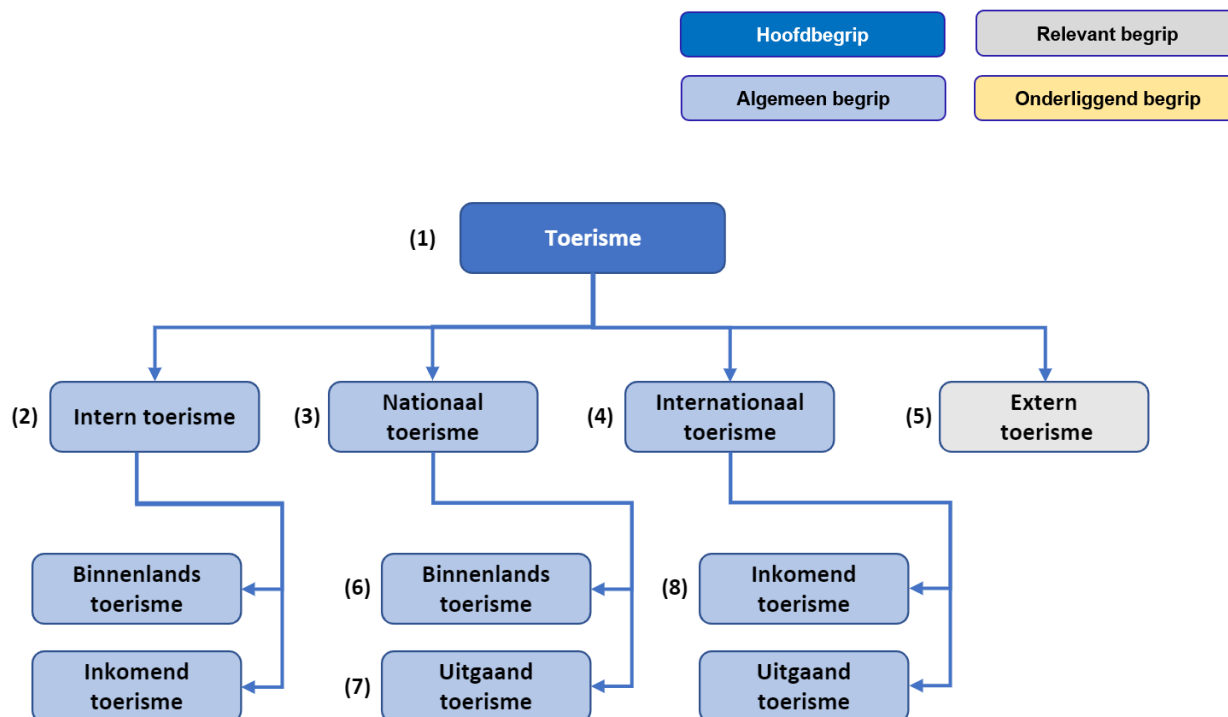 Hoofdbegrip
Relevant begrip
Algemeen begrip
Onderliggend begrip
(1)
Toerisme
(2)
Intern toerisme
(3)
Nationaal
toerisme
(4)
Internationaal
toerisme
(5)
Extern
toerisme
Binnenlands
toerisme
(6)
Binnenlands
toerisme
(8)
Inkomend
toerisme
Inkomend
toerisme
(7)
Uitgaand
toerisme
Uitgaand
toerisme